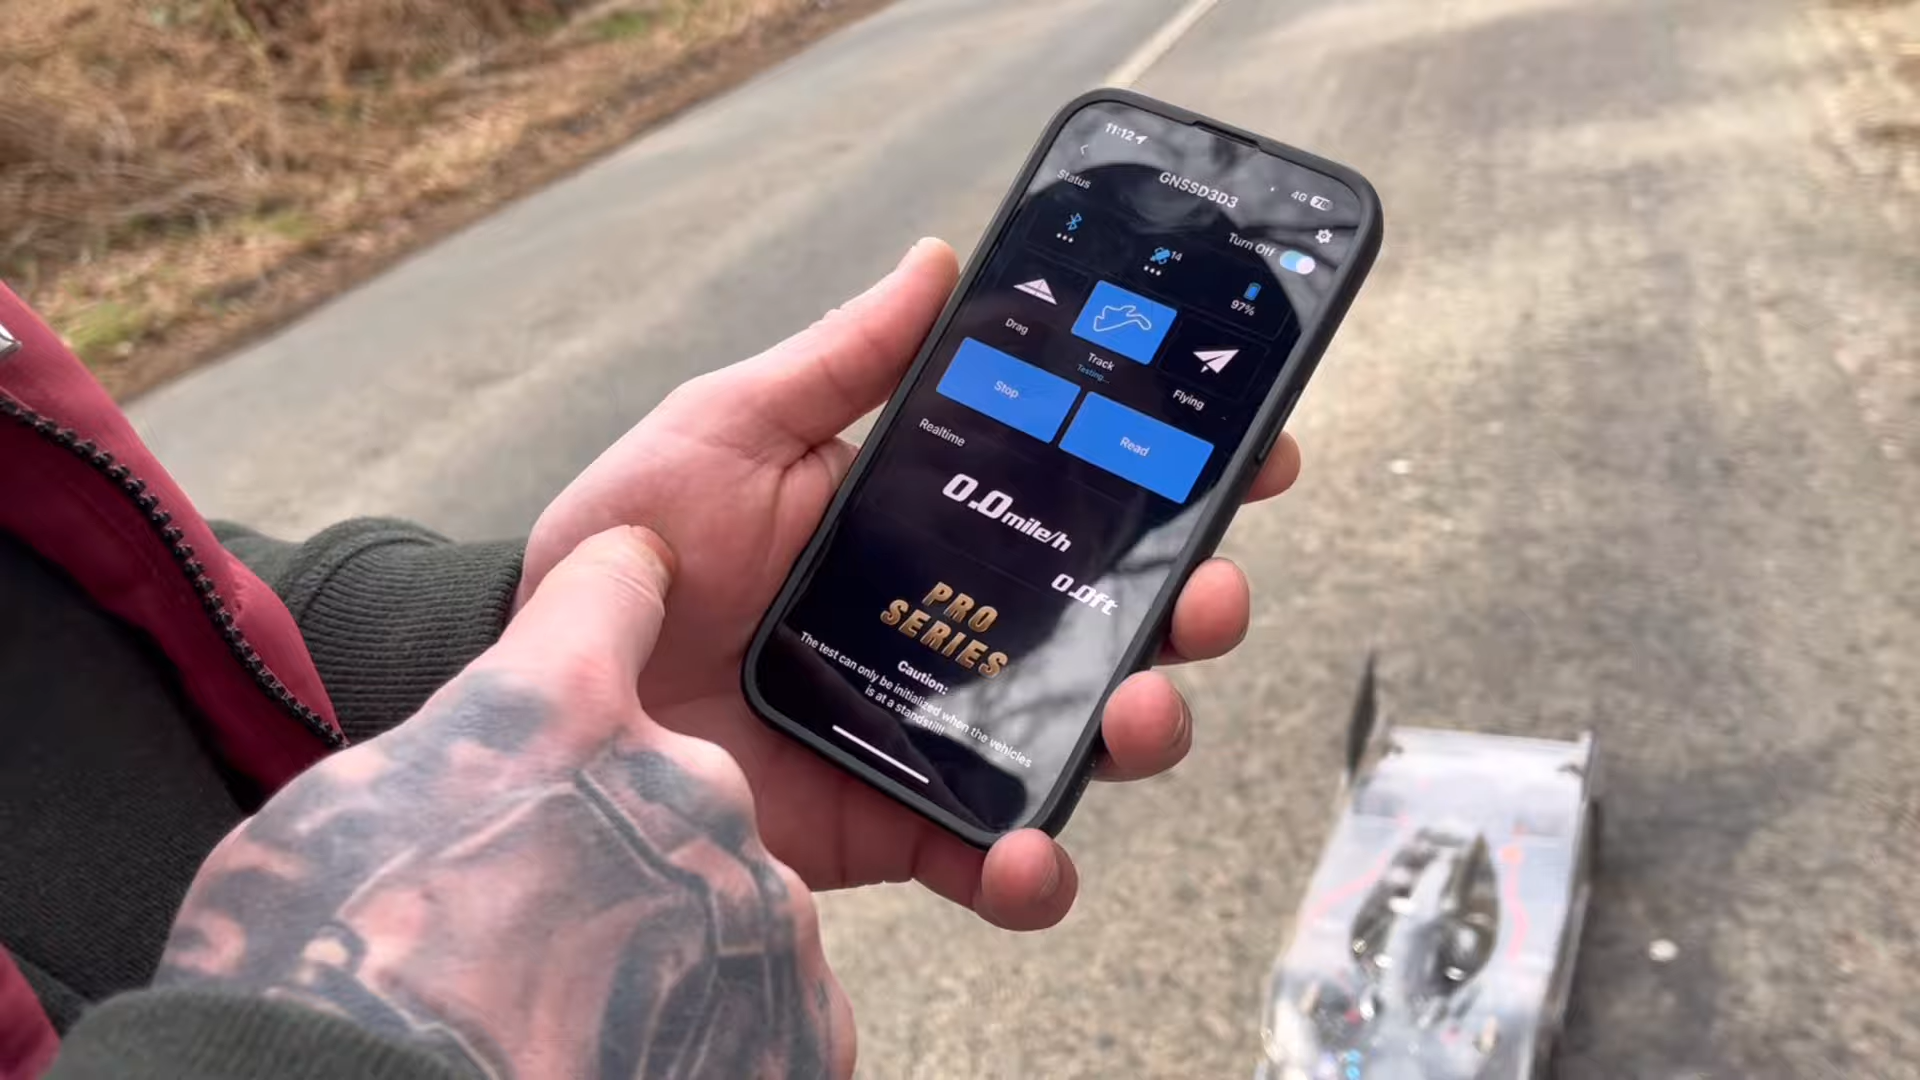 11:12
4G
GNSSD3D3
Status
Turn Off
14
97%
Drag
Track
Testing...
Flying
Stop
Read
Realtime
0.0mile/h
0.0ft
PRO
SERIES
Caution:
The test can only be initialized when the vehicles
is at a standstill!